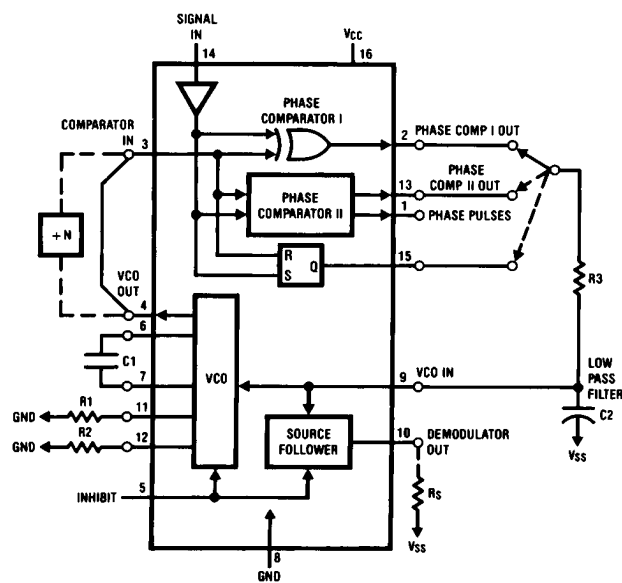 SIGNAL
IN
14
VCC
16
PHASE
COMPARATOR I
COMPARATOR
IN
3
2
PHASE COMP I OUT
PHASE
COMP II OUT
13
PHASE
COMPARATOR II
1
PHASE PULSES
÷N
R
S
Q
15
R3
VCO
OUT
4
6
C1
7
VCO
9
VCO IN
LOW
PASS
FILTER
C2
VSS
GND
R1
11
GND
R2
12
SOURCE
FOLLOWER
10
DEMODULATOR
OUT
INHIBIT
5
RS
VSS
8
GND